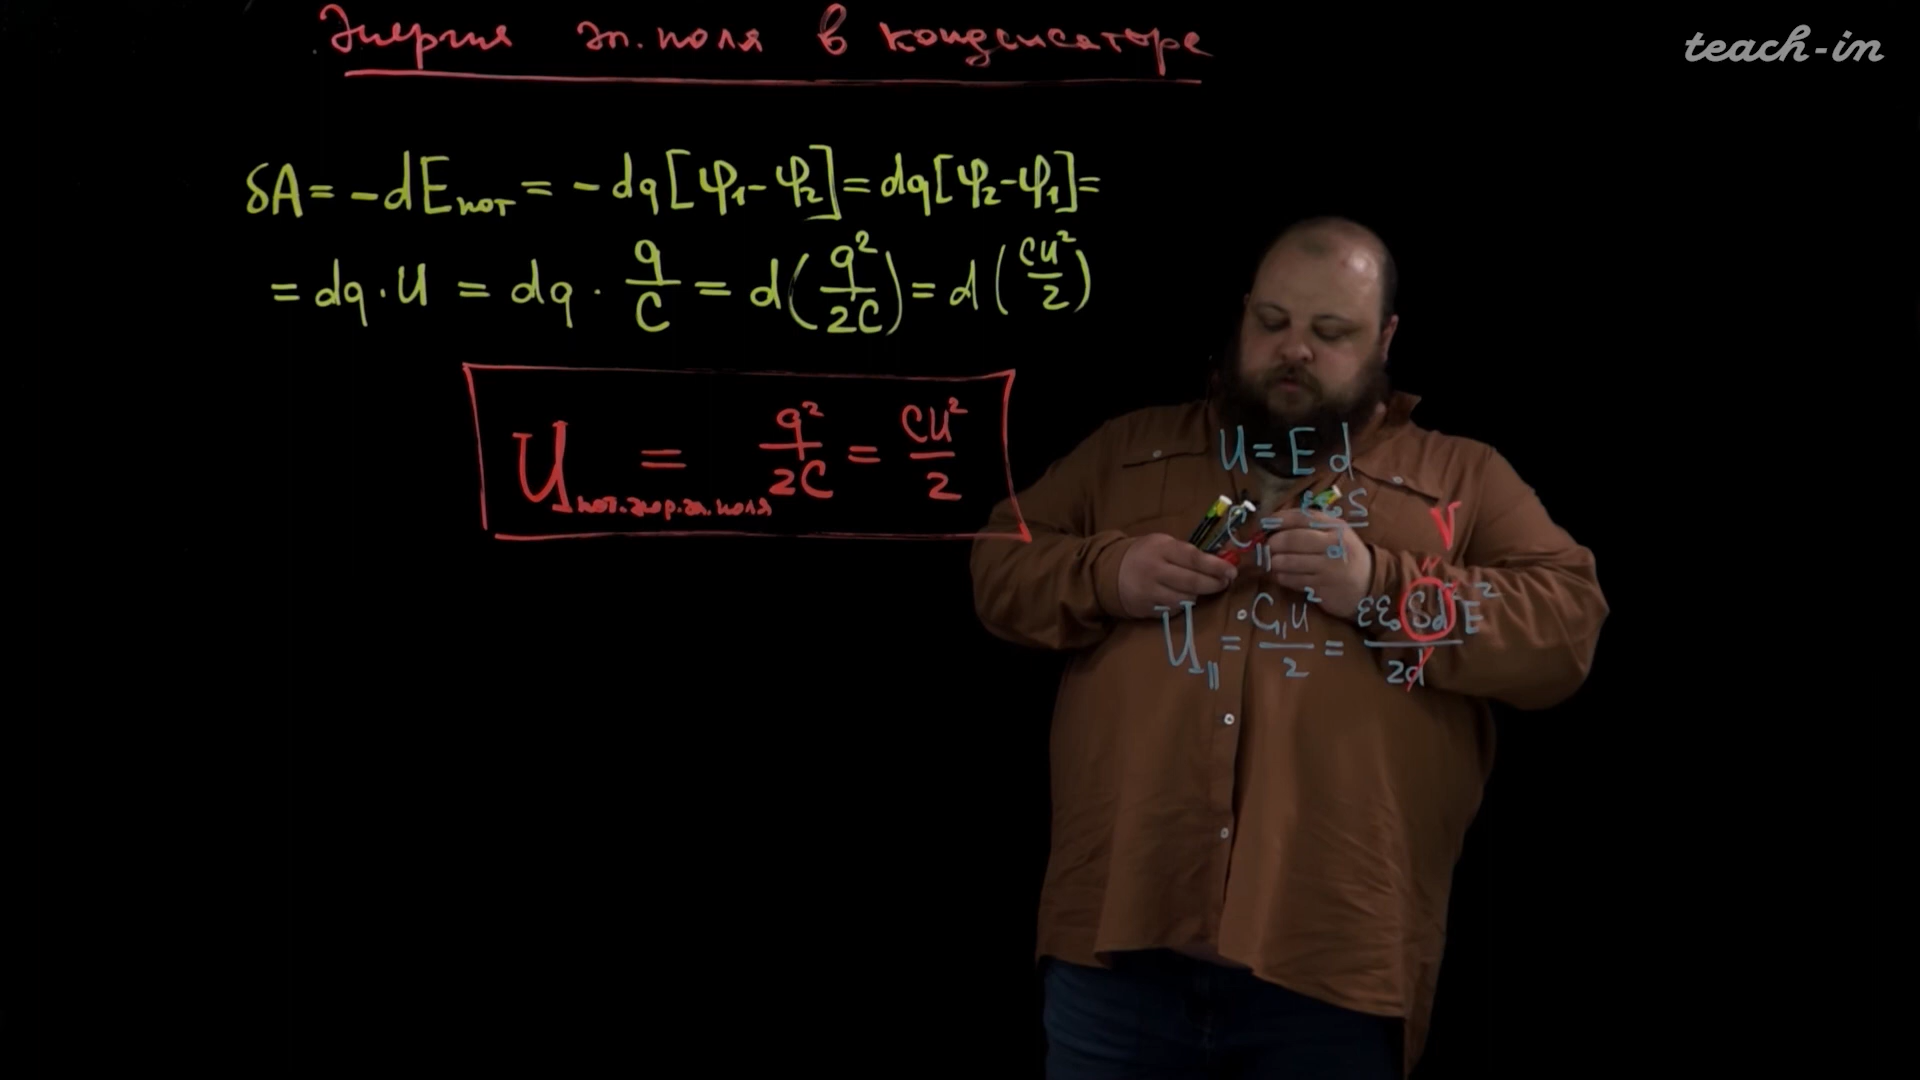 teach-in
Энергия эл. поля в конденсаторе
δA = -dEпот = -dq[φ₁-φ₂] = dq[φ₂-φ₁] =
= dq·U = dq · q/C = d(q²/2C) = d(CU²/2)
Uпот.энер.эл.поля = q²/2C = CU²/2
U = Ed
C|| = εε₀S/d
V
"
U|| = C||U²/2 = εε₀Sd²E²/2d